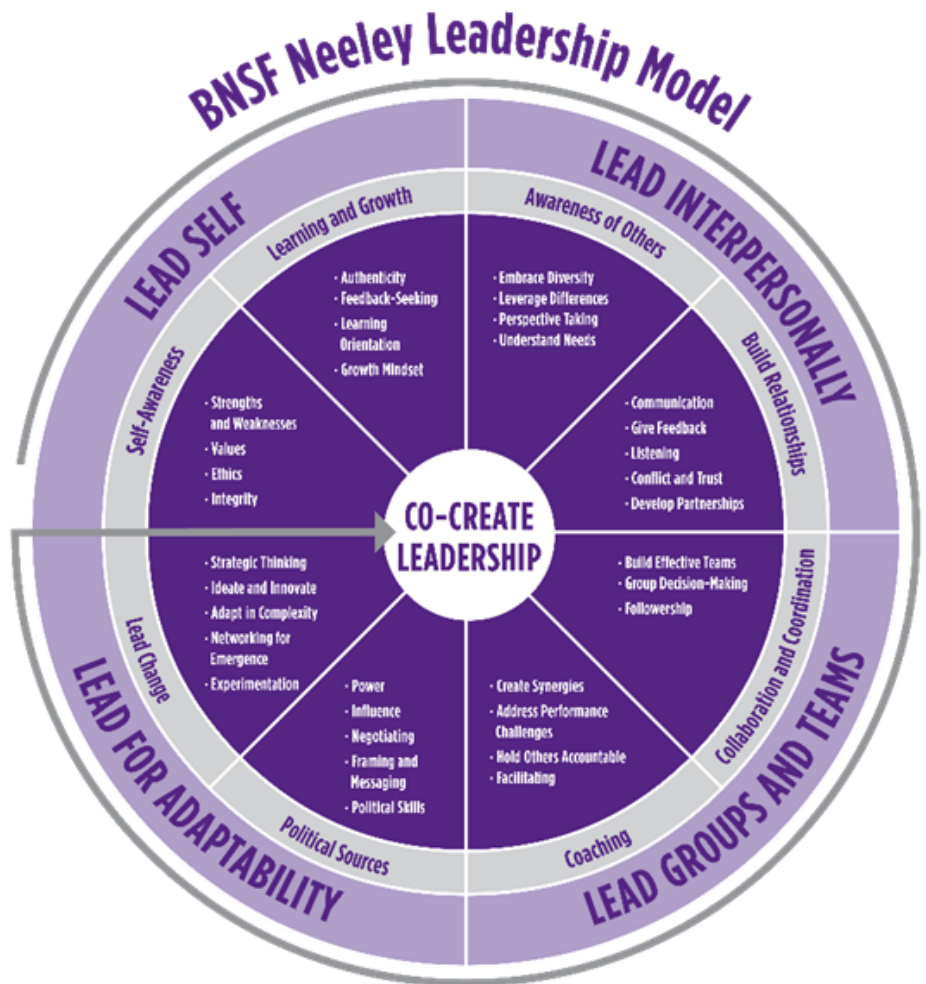 BNSF Neeley Leadership Model
LEAD SELF
Self-Awareness
· Strengths
and Weaknesses
· Values
· Ethics
· Integrity
Learning and Growth
· Authenticity
· Feedback-Seeking
· Learning
Orientation
· Growth Mindset
LEAD INTERPERSONALLY
Awareness of Others
· Embrace Diversity
· Leverage Differences
· Perspective Taking
· Understand Needs
Build Relationships
· Communication
· Give Feedback
· Listening
· Conflict and Trust
· Develop Partnerships
LEAD GROUPS AND TEAMS
Collaboration and Coordination
· Build Effective Teams
· Group Decision-Making
· Followership
Coaching
· Create Synergies
· Address Performance
Challenges
· Hold Others Accountable
· Facilitating
LEAD FOR ADAPTABILITY
Political Sources
· Power
· Influence
· Negotiating
· Framing and
Messaging
· Political Skills
Lead Change
· Strategic Thinking
· Ideate and Innovate
· Adapt in Complexity
· Networking for
Emergence
· Experimentation
CO-CREATE
LEADERSHIP